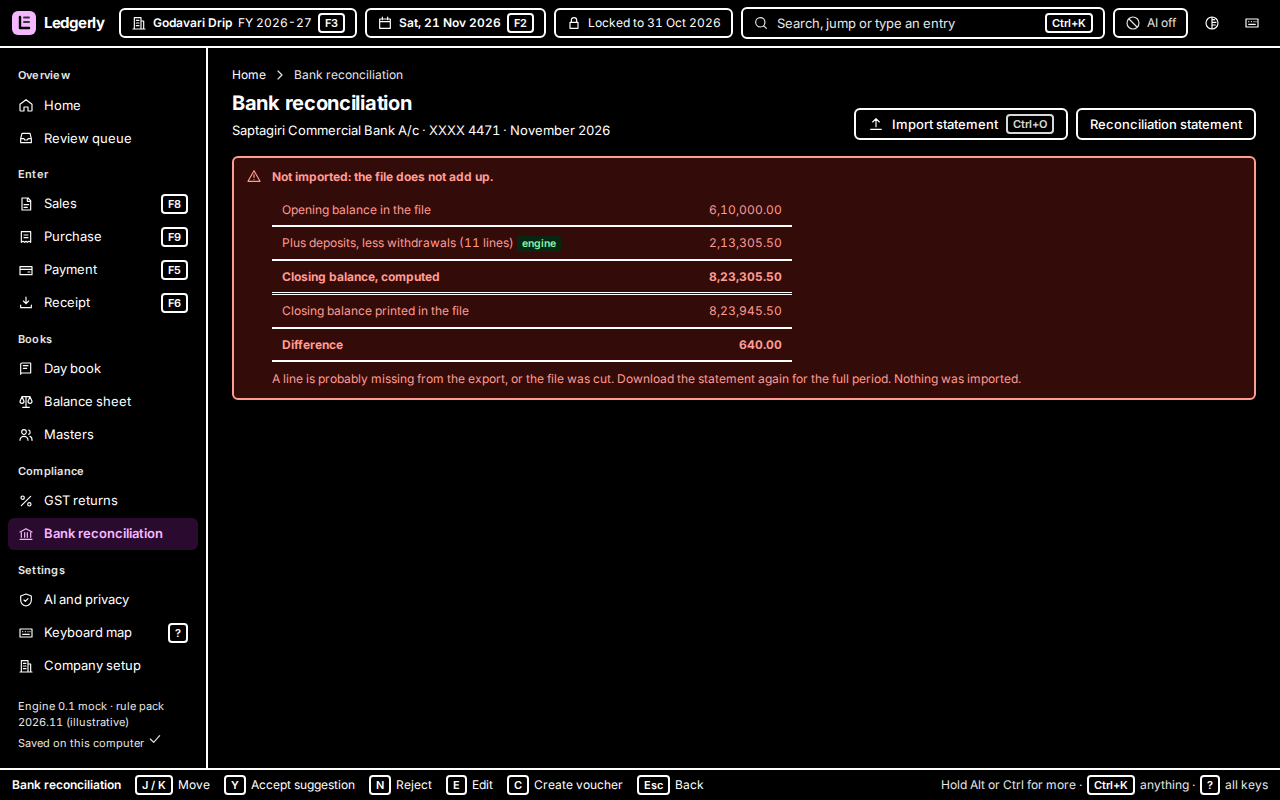 Ledgerly
Godavari Drip FY 2026-27 F3
Sat, 21 Nov 2026 F2
Locked to 31 Oct 2026
Search, jump or type an entry Ctrl+K
AI off
Overview
Home
Review queue
Enter
Sales F8
Purchase F9
Payment F5
Receipt F6
Books
Day book
Balance sheet
Masters
Compliance
GST returns
Bank reconciliation
Settings
AI and privacy
Keyboard map ?
Company setup
Engine 0.1 mock · rule pack
2026.11 (illustrative)
Saved on this computer
Home > Bank reconciliation
Bank reconciliation
Saptagiri Commercial Bank A/c · XXXX 4471 · November 2026
Import statement Ctrl+O
Reconciliation statement
Not imported: the file does not add up.
Opening balance in the file 6,10,000.00
Plus deposits, less withdrawals (11 lines) engine 2,13,305.50
Closing balance, computed 8,23,305.50
Closing balance printed in the file 8,23,945.50
Difference 640.00
A line is probably missing from the export, or the file was cut. Download the statement again for the full period. Nothing was imported.
Bank reconciliation J / K Move Y Accept suggestion N Reject E Edit C Create voucher Esc Back
Hold Alt or Ctrl for more · Ctrl+K anything · ? all keys